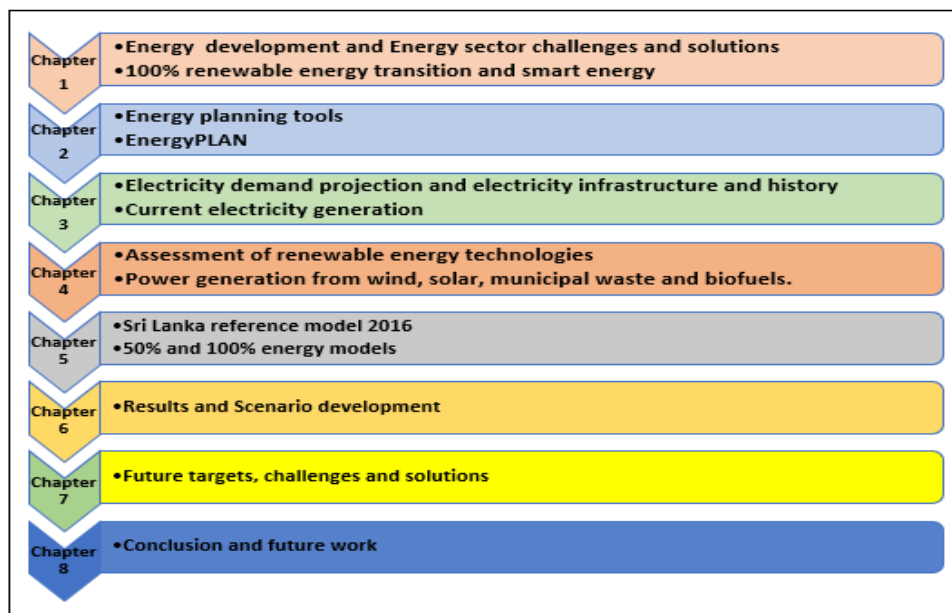 Chapter
1
•Energy development and Energy sector challenges and solutions
•100% renewable energy transition and smart energy
Chapter
2
•Energy planning tools
•EnergyPLAN
Chapter
3
•Electricity demand projection and electricity infrastructure and history
•Current electricity generation
Chapter
4
•Assessment of renewable energy technologies
•Power generation from wind, solar, municipal waste and biofuels.
Chapter
5
•Sri Lanka reference model 2016
•50% and 100% energy models
Chapter
6
•Results and Scenario development
Chapter
7
•Future targets, challenges and solutions
Chapter
8
•Conclusion and future work